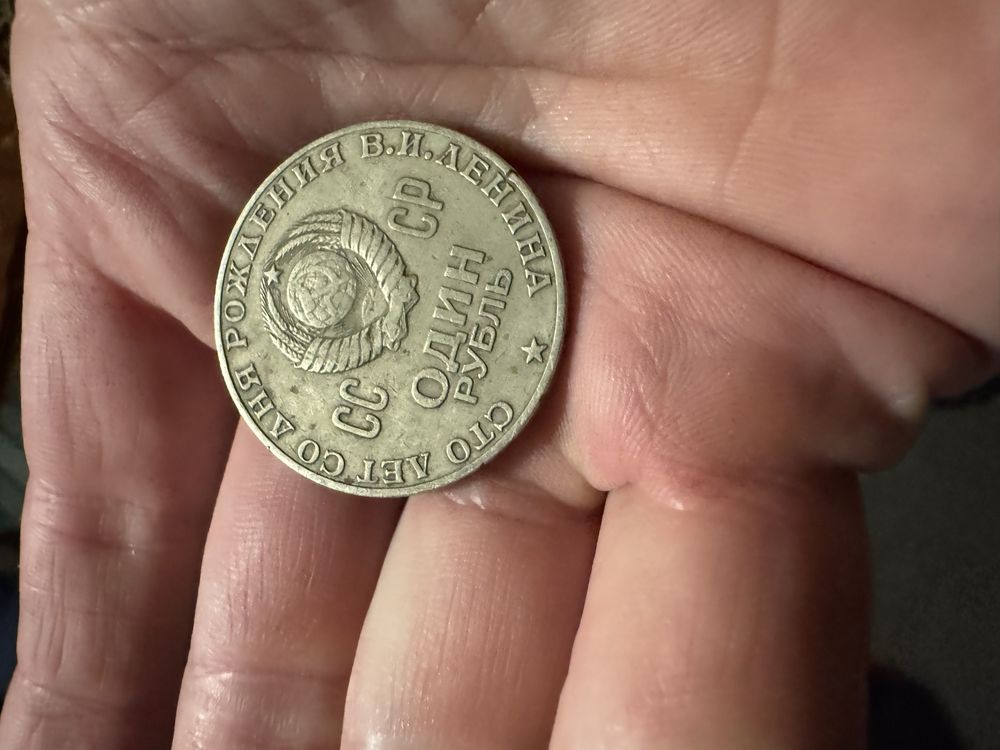 СТО ЛЕТ СО ДНЯ РОЖДЕНИЯ В.И.ЛЕНИНА
СС СР
ОДИН
РУБЛЬ